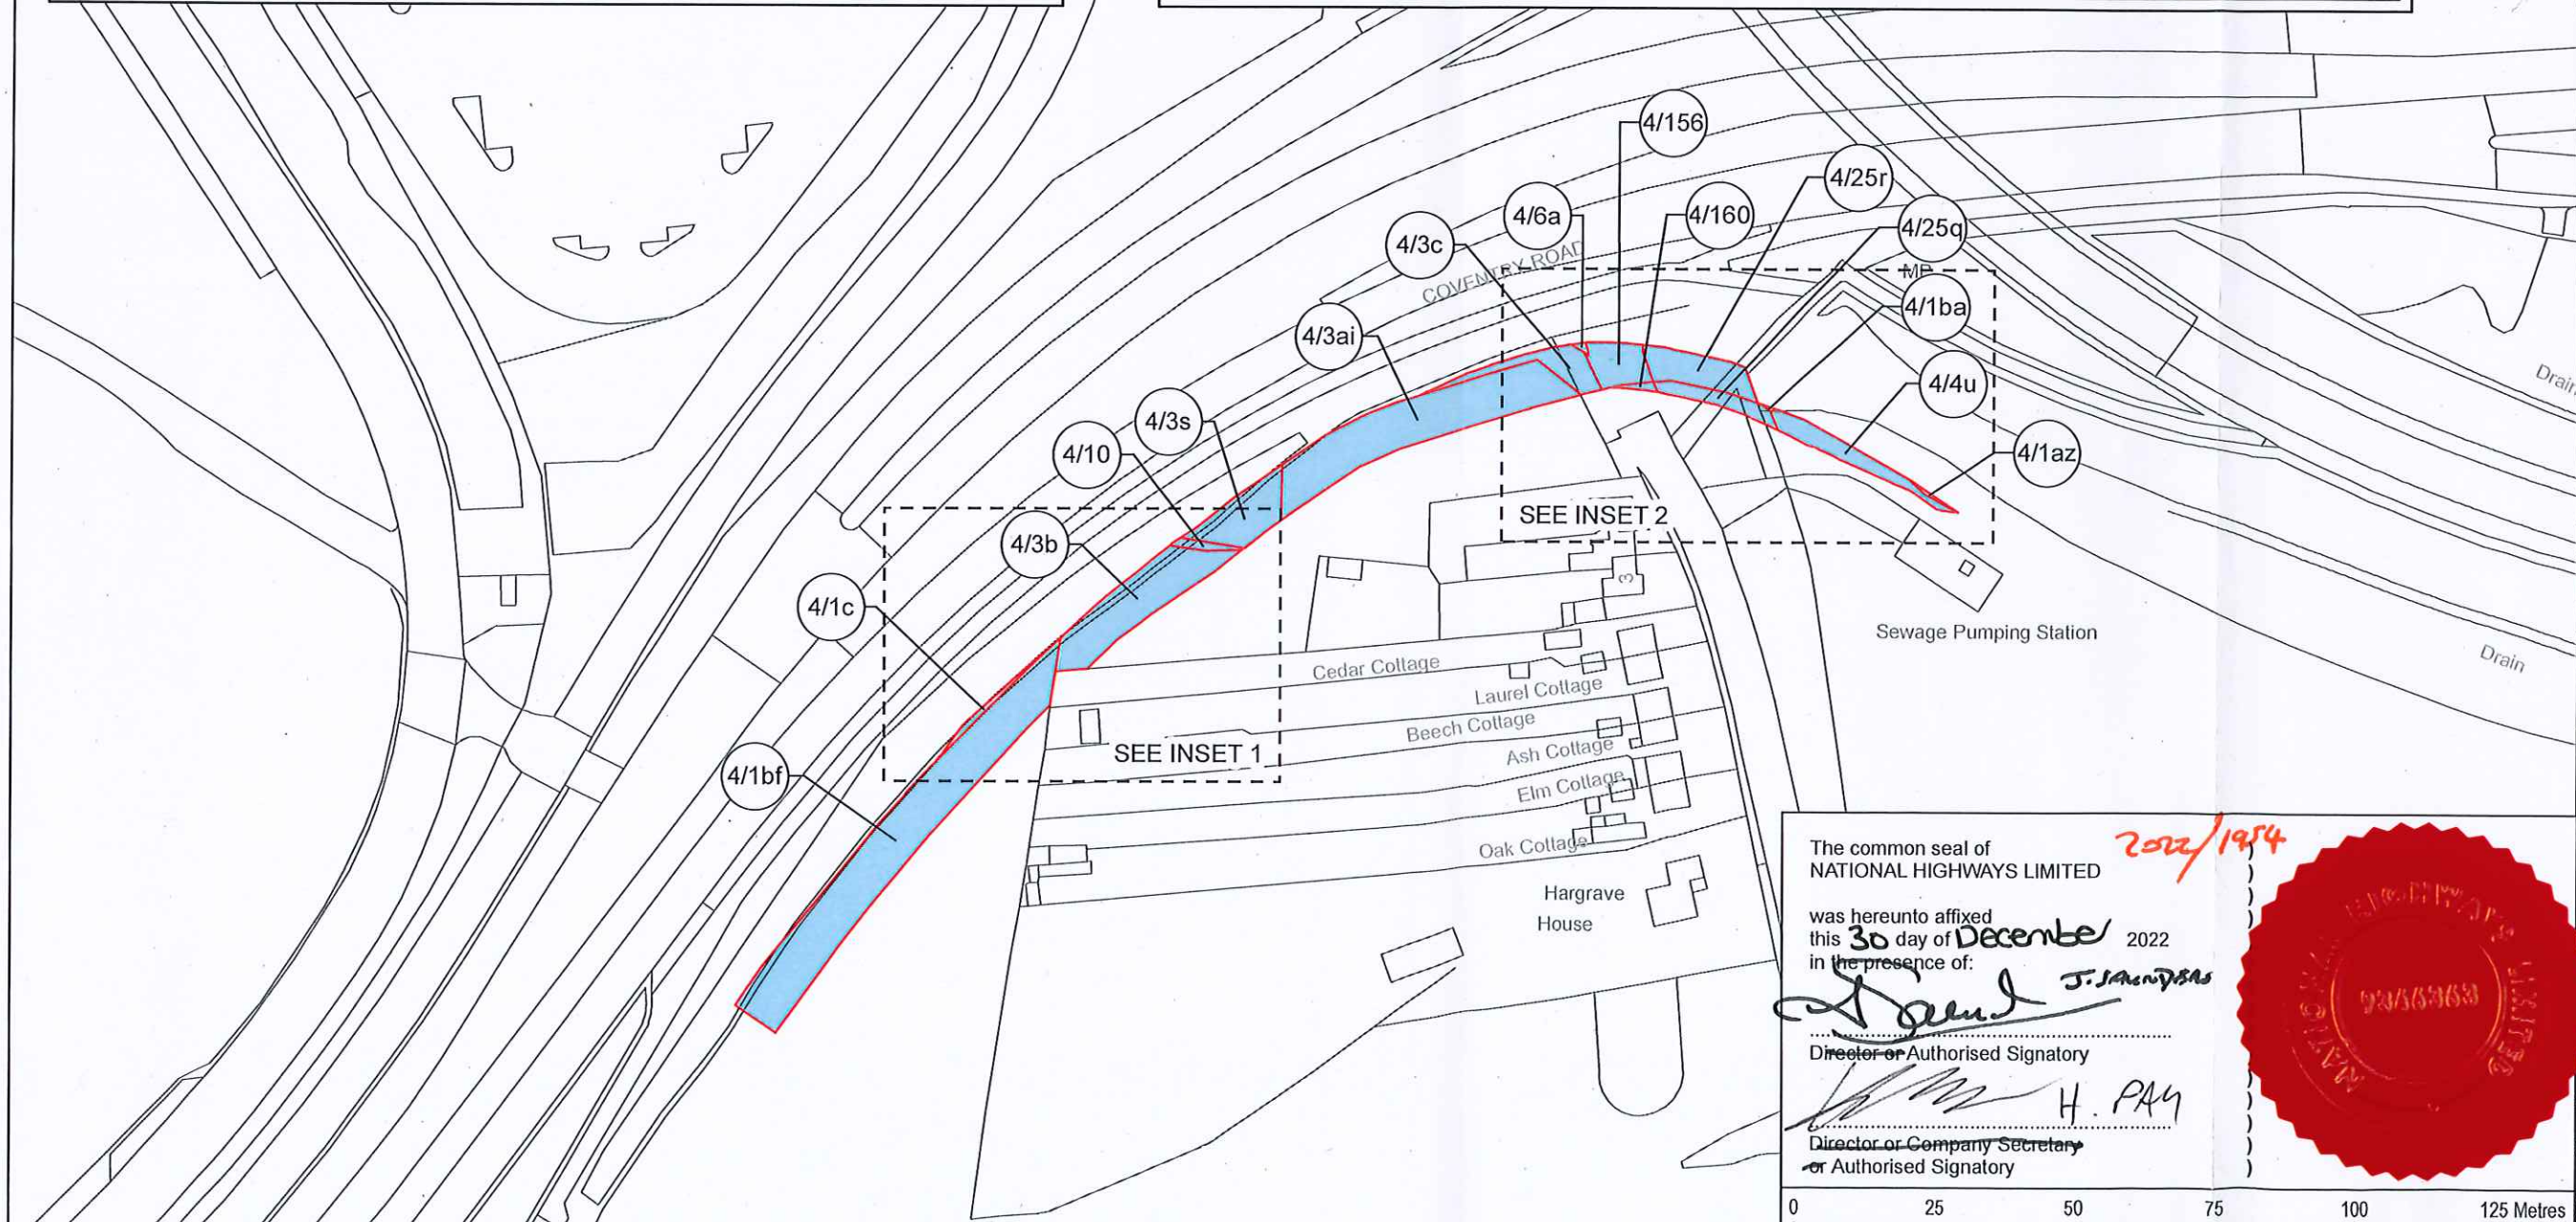 4/156
4/25r
4/6a
4/160
4/25q
4/3c
COVENTRY ROAD
MP
4/1ba
4/3ai
4/4u
Drain
4/3s
4/10
4/1az
SEE INSET 2
4/3b
3
4/1c
Sewage Pumping Station
Drain
Cedar Cottage
Laurel Cottage
Beech Cottage
SEE INSET 1
Ash Cottage
4/1bf
Elm Cottage
Oak Cottage
Hargrave
House
The common seal of
2022/1954
NATIONAL HIGHWAYS LIMITED
was hereunto affixed
this 30 day of December 2022
in the presence of:
J. SAUNDERS
Director or Authorised Signatory
H. PAY
Director or Company Secretary
or Authorised Signatory
NATIONAL HIGHWAYS LIMITED
0 25 50 75 100 125 Metres